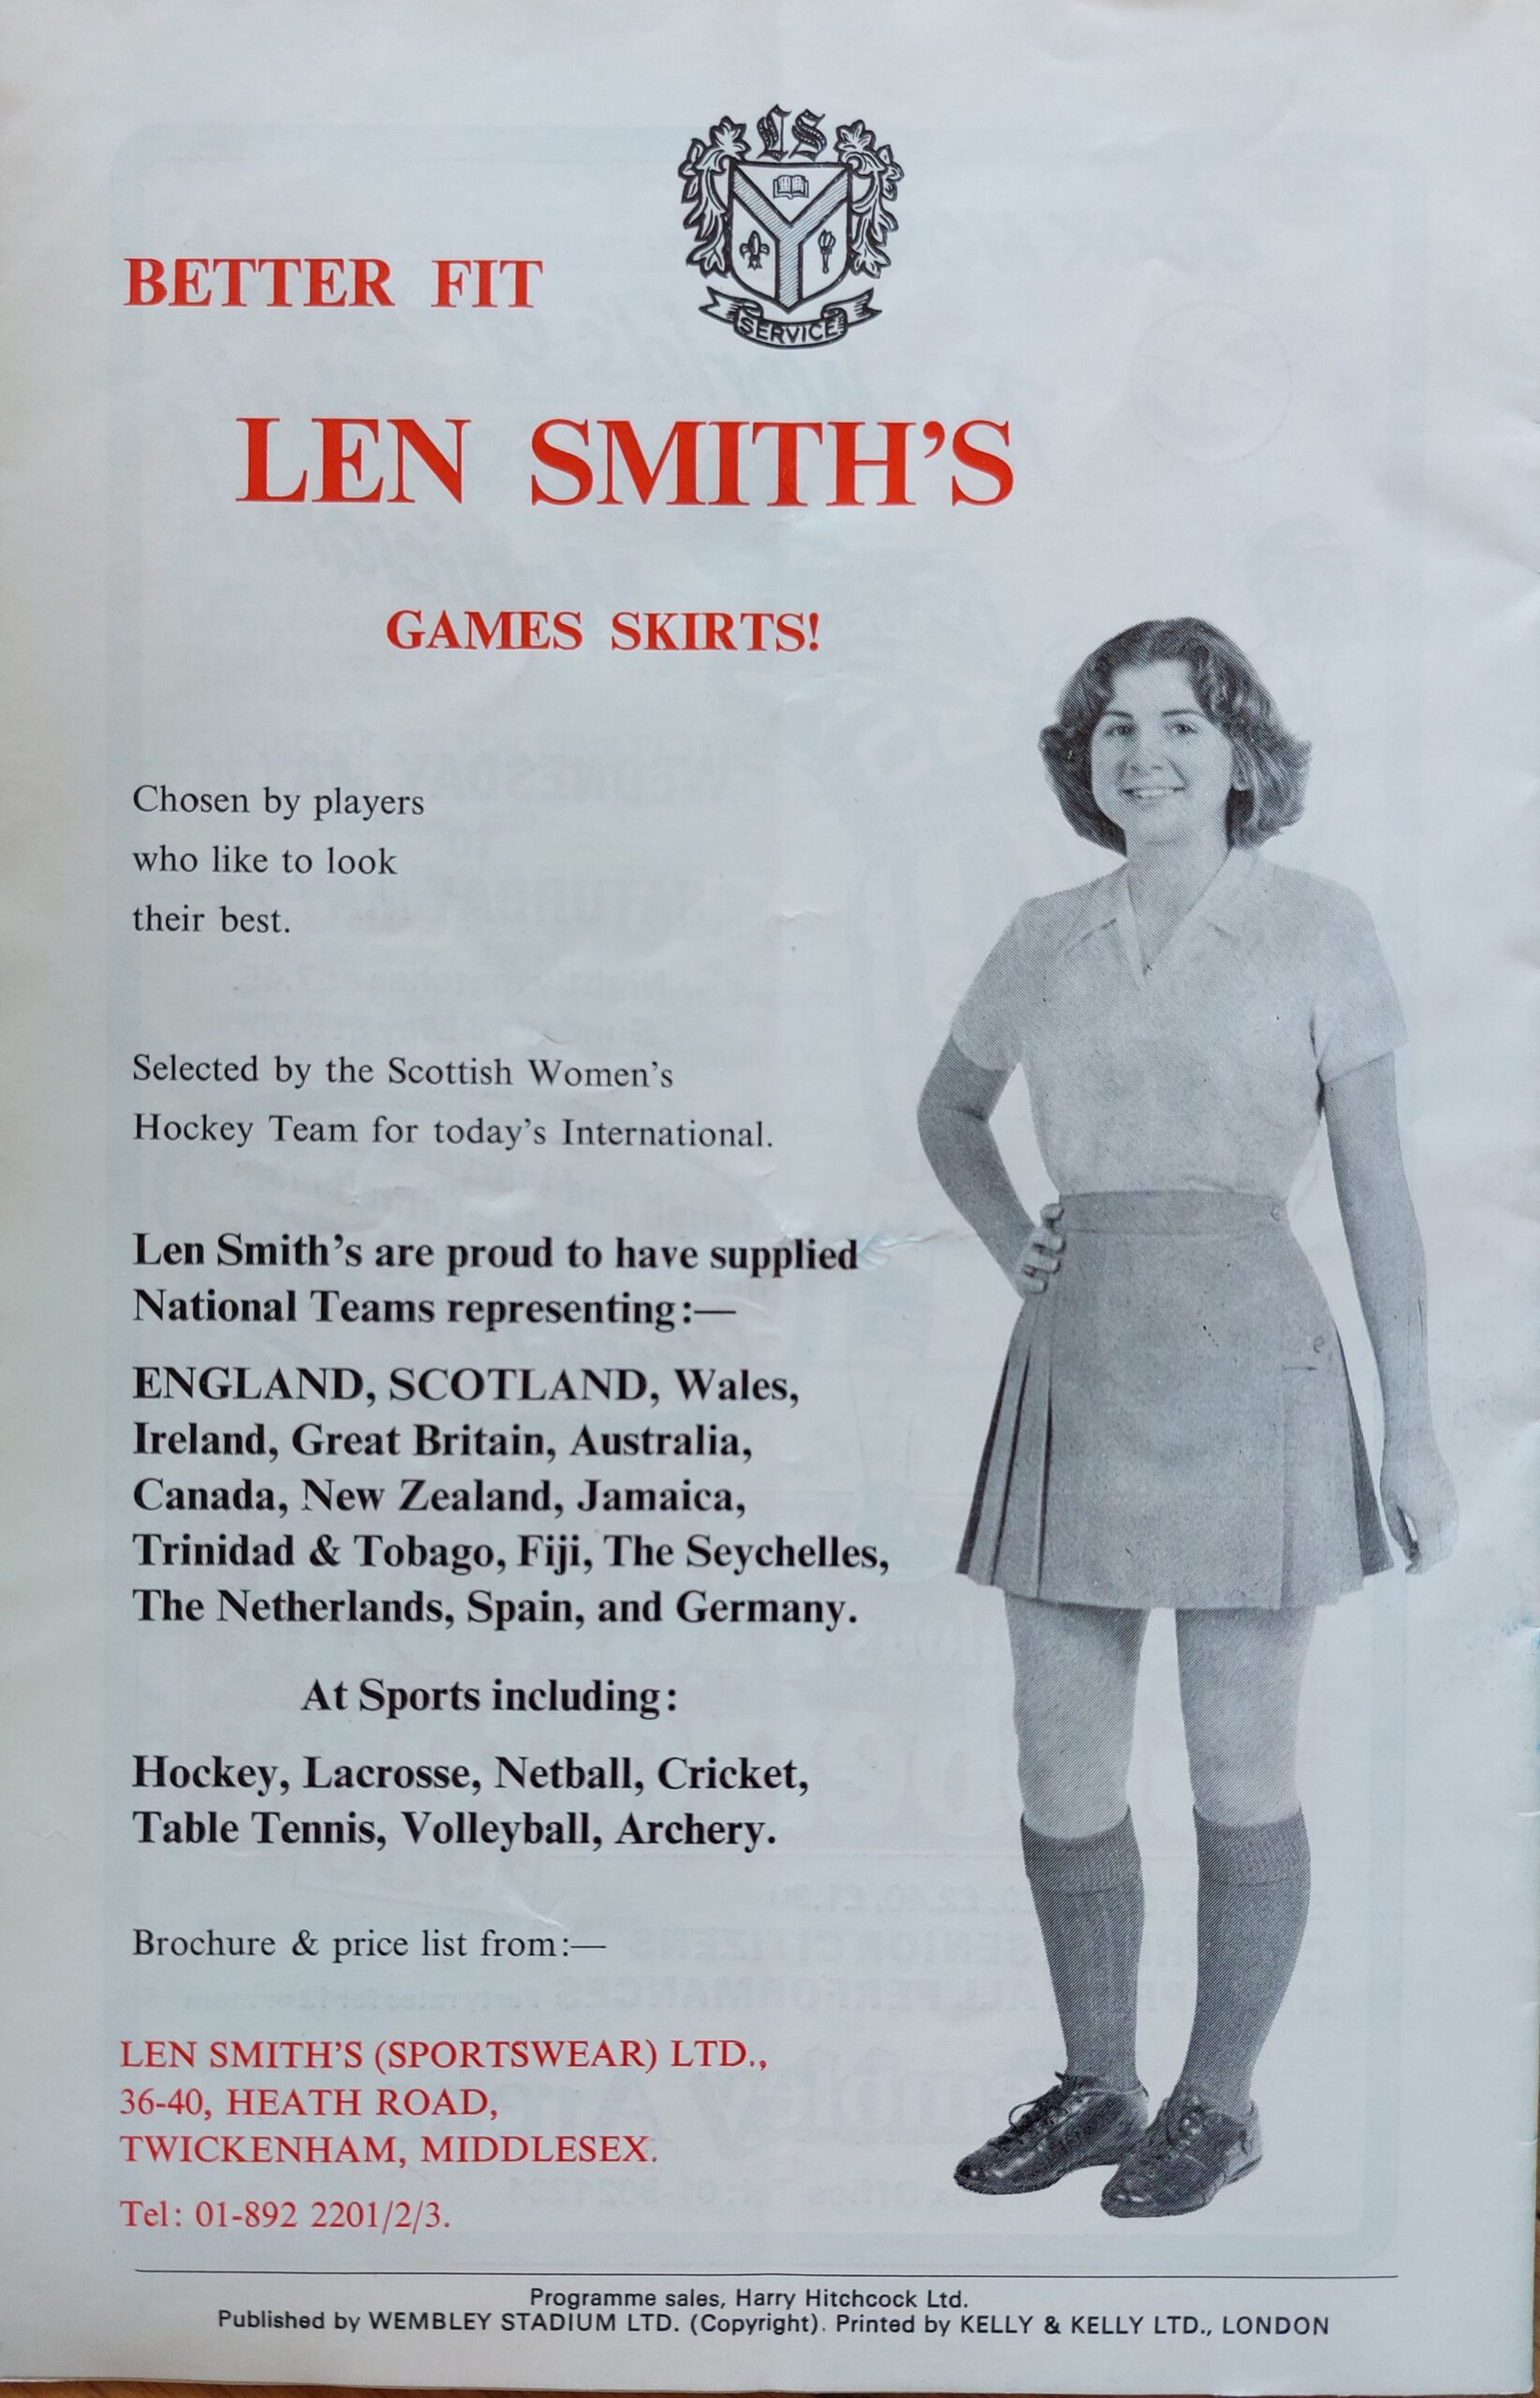 LS
SERVICE
BETTER FIT
LEN SMITH'S
GAMES SKIRTS!
Chosen by players
who like to look
their best.
Selected by the Scottish Women's
Hockey Team for today's International.
Len Smith's are proud to have supplied
National Teams representing:—
ENGLAND, SCOTLAND, Wales,
Ireland, Great Britain, Australia,
Canada, New Zealand, Jamaica,
Trinidad & Tobago, Fiji, The Seychelles,
The Netherlands, Spain, and Germany.
At Sports including:
Hockey, Lacrosse, Netball, Cricket,
Table Tennis, Volleyball, Archery.
Brochure & price list from:—
LEN SMITH'S (SPORTSWEAR) LTD.,
36-40, HEATH ROAD,
TWICKENHAM, MIDDLESEX.
Tel: 01-892 2201/2/3.
Programme sales, Harry Hitchcock Ltd.
Published by WEMBLEY STADIUM LTD. (Copyright). Printed by KELLY & KELLY LTD., LONDON